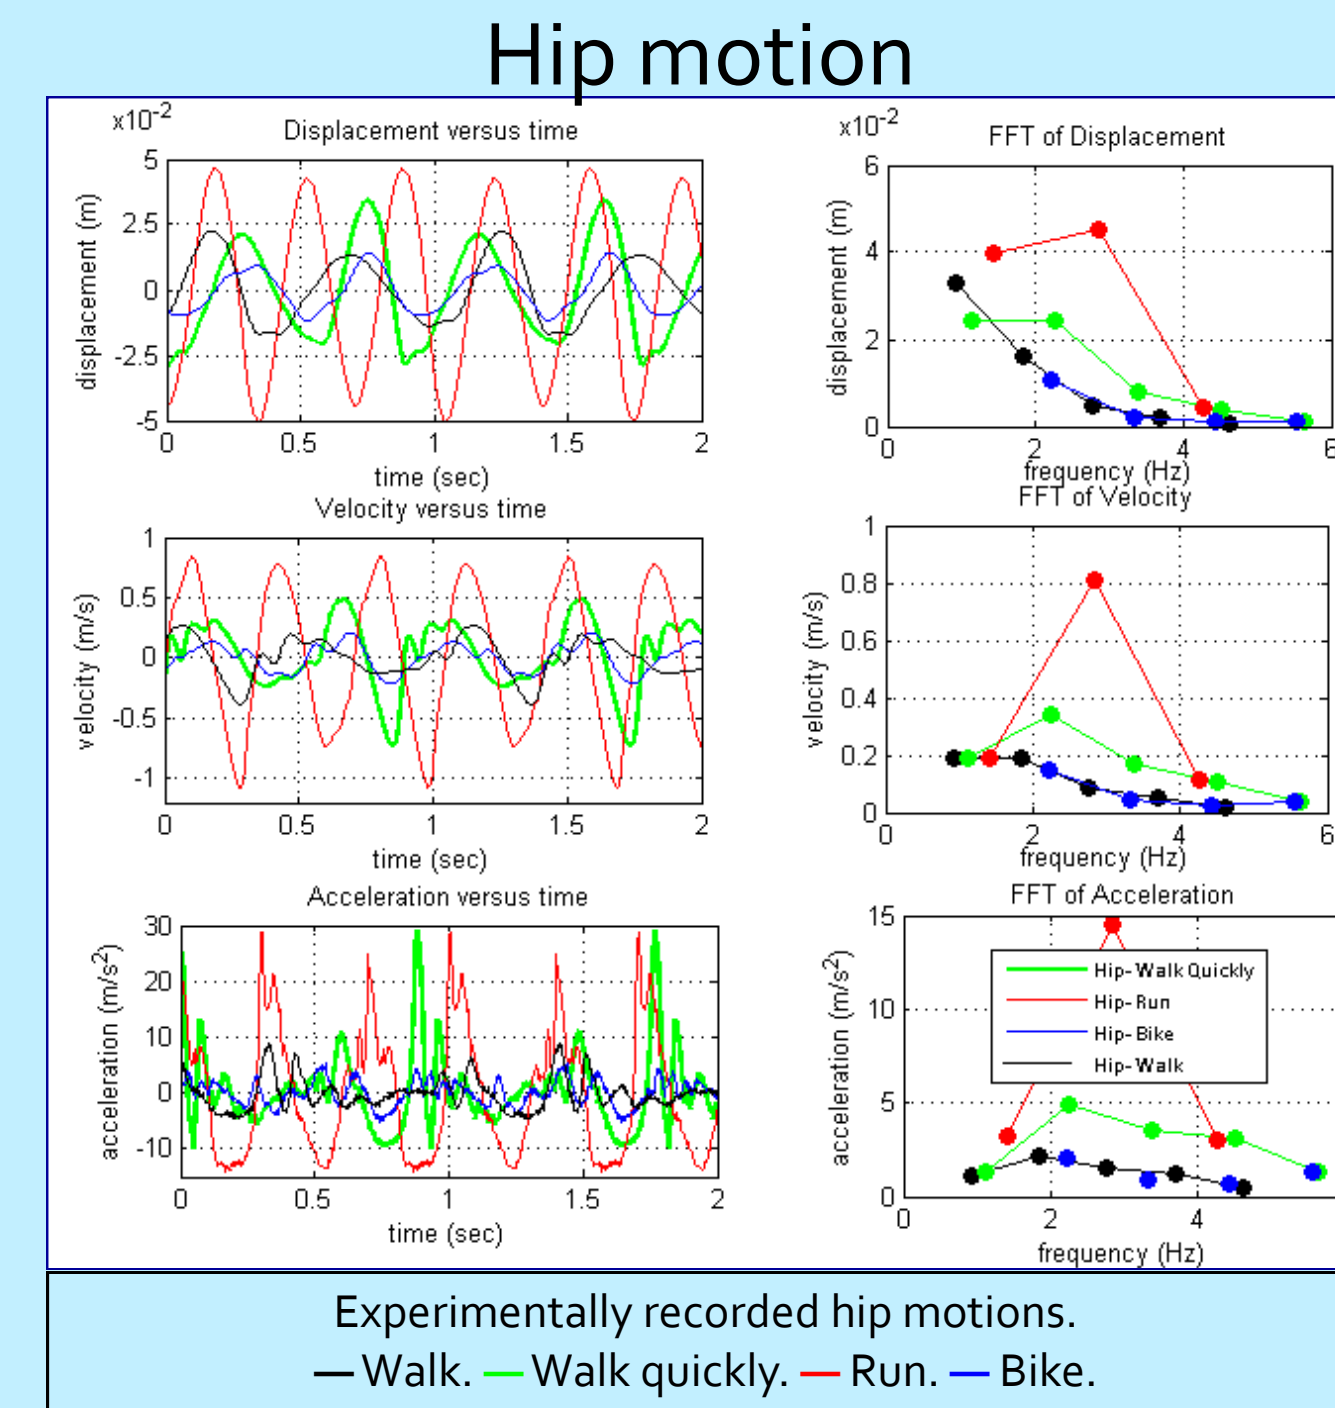 Hip motion
x10-2
Displacement versus time
displacement (m)
5
2.5
0
-2.5
-5
0 0.5 1 1.5 2
time (sec)
x10-2
FFT of Displacement
displacement (m)
6
4
2
0
0 2 4 6
frequency (Hz)
Velocity versus time
velocity (m/s)
1
0.5
0
-0.5
-1
0 0.5 1 1.5 2
time (sec)
FFT of Velocity
velocity (m/s)
1
0.8
0.6
0.4
0.2
0
0 2 4 6
frequency (Hz)
Acceleration versus time
acceleration (m/s2)
30
20
10
0
-10
0 0.5 1 1.5 2
time (sec)
FFT of Acceleration
acceleration (m/s2)
15
10
5
0
Hip-Walk Quickly
Hip-Run
Hip-Bike
Hip-Walk
0 2 4
frequency (Hz)
Experimentally recorded hip motions.
Walk. Walk quickly. Run. Bike.